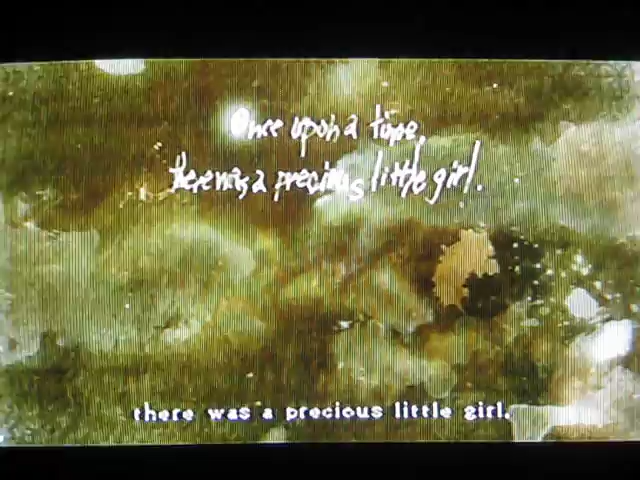 Once upon a time,
there was a precious little girl.
there was a precious little girl.